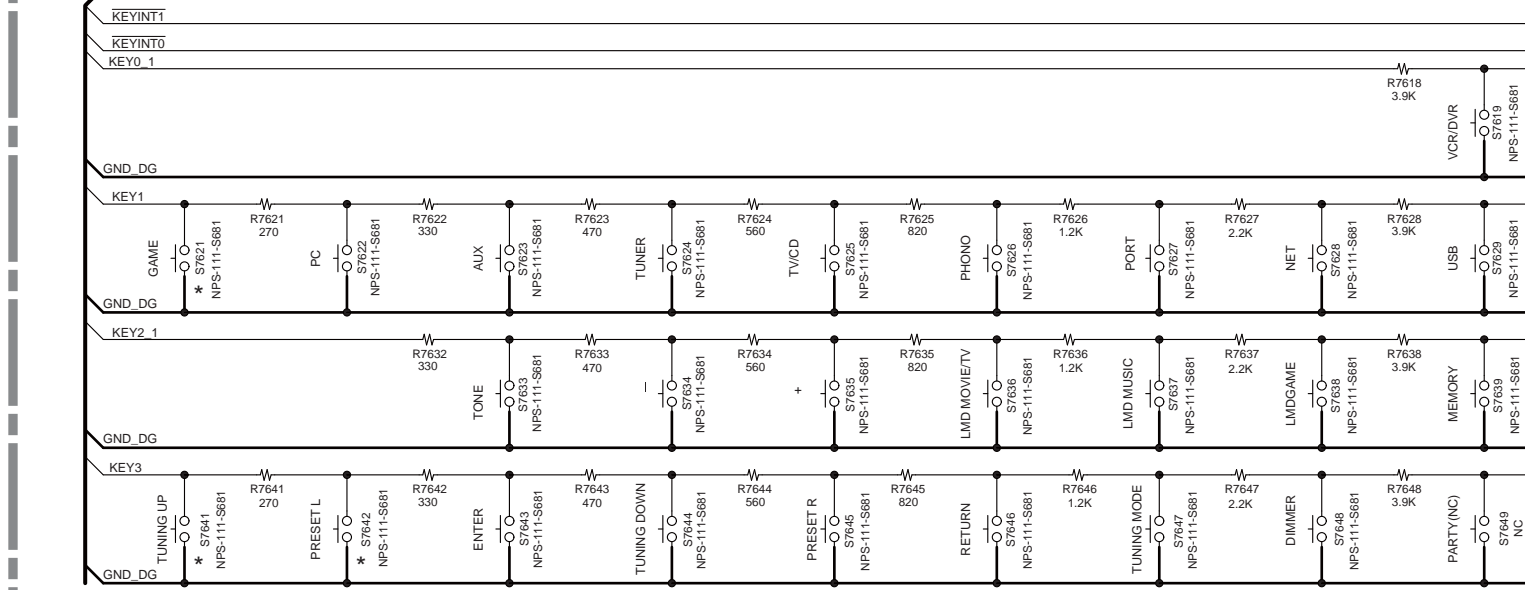 KEYINT1
KEYINT0
KEY0_1
R7618
3.9K
VCR/DVR
S7619
NPS-111-S681
GND_DG
KEY1
R7621
270
R7622
330
R7623
470
R7624
560
R7625
820
R7626
1.2K
R7627
2.2K
R7628
3.9K
GAME
S7621
NPS-111-S681
*
PC
S7622
NPS-111-S681
AUX
S7623
NPS-111-S681
TUNER
S7624
NPS-111-S681
TV/CD
S7625
NPS-111-S681
PHONO
S7626
NPS-111-S681
PORT
S7627
NPS-111-S681
NET
S7628
NPS-111-S681
USB
S7629
NPS-111-S681
GND_DG
KEY2_1
R7632
330
R7633
470
R7634
560
R7635
820
R7636
1.2K
R7637
2.2K
R7638
3.9K
TONE
S7633
NPS-111-S681
–
S7634
NPS-111-S681
+
S7635
NPS-111-S681
LMD MOVIE/TV
S7636
NPS-111-S681
LMD MUSIC
S7637
NPS-111-S681
LMDGAME
S7638
NPS-111-S681
MEMORY
S7639
NPS-111-S681
GND_DG
KEY3
R7641
270
R7642
330
R7643
470
R7644
560
R7645
820
R7646
1.2K
R7647
2.2K
R7648
3.9K
TUNING UP
S7641
NPS-111-S681
*
PRESET L
S7642
NPS-111-S681
*
ENTER
S7643
NPS-111-S681
TUNING DOWN
S7644
NPS-111-S681
PRESET R
S7645
NPS-111-S681
RETURN
S7646
NPS-111-S681
TUNING MODE
S7647
NPS-111-S681
DIMMER
S7648
NPS-111-S681
PARTY(NC)
S7649
NC
GND_DG